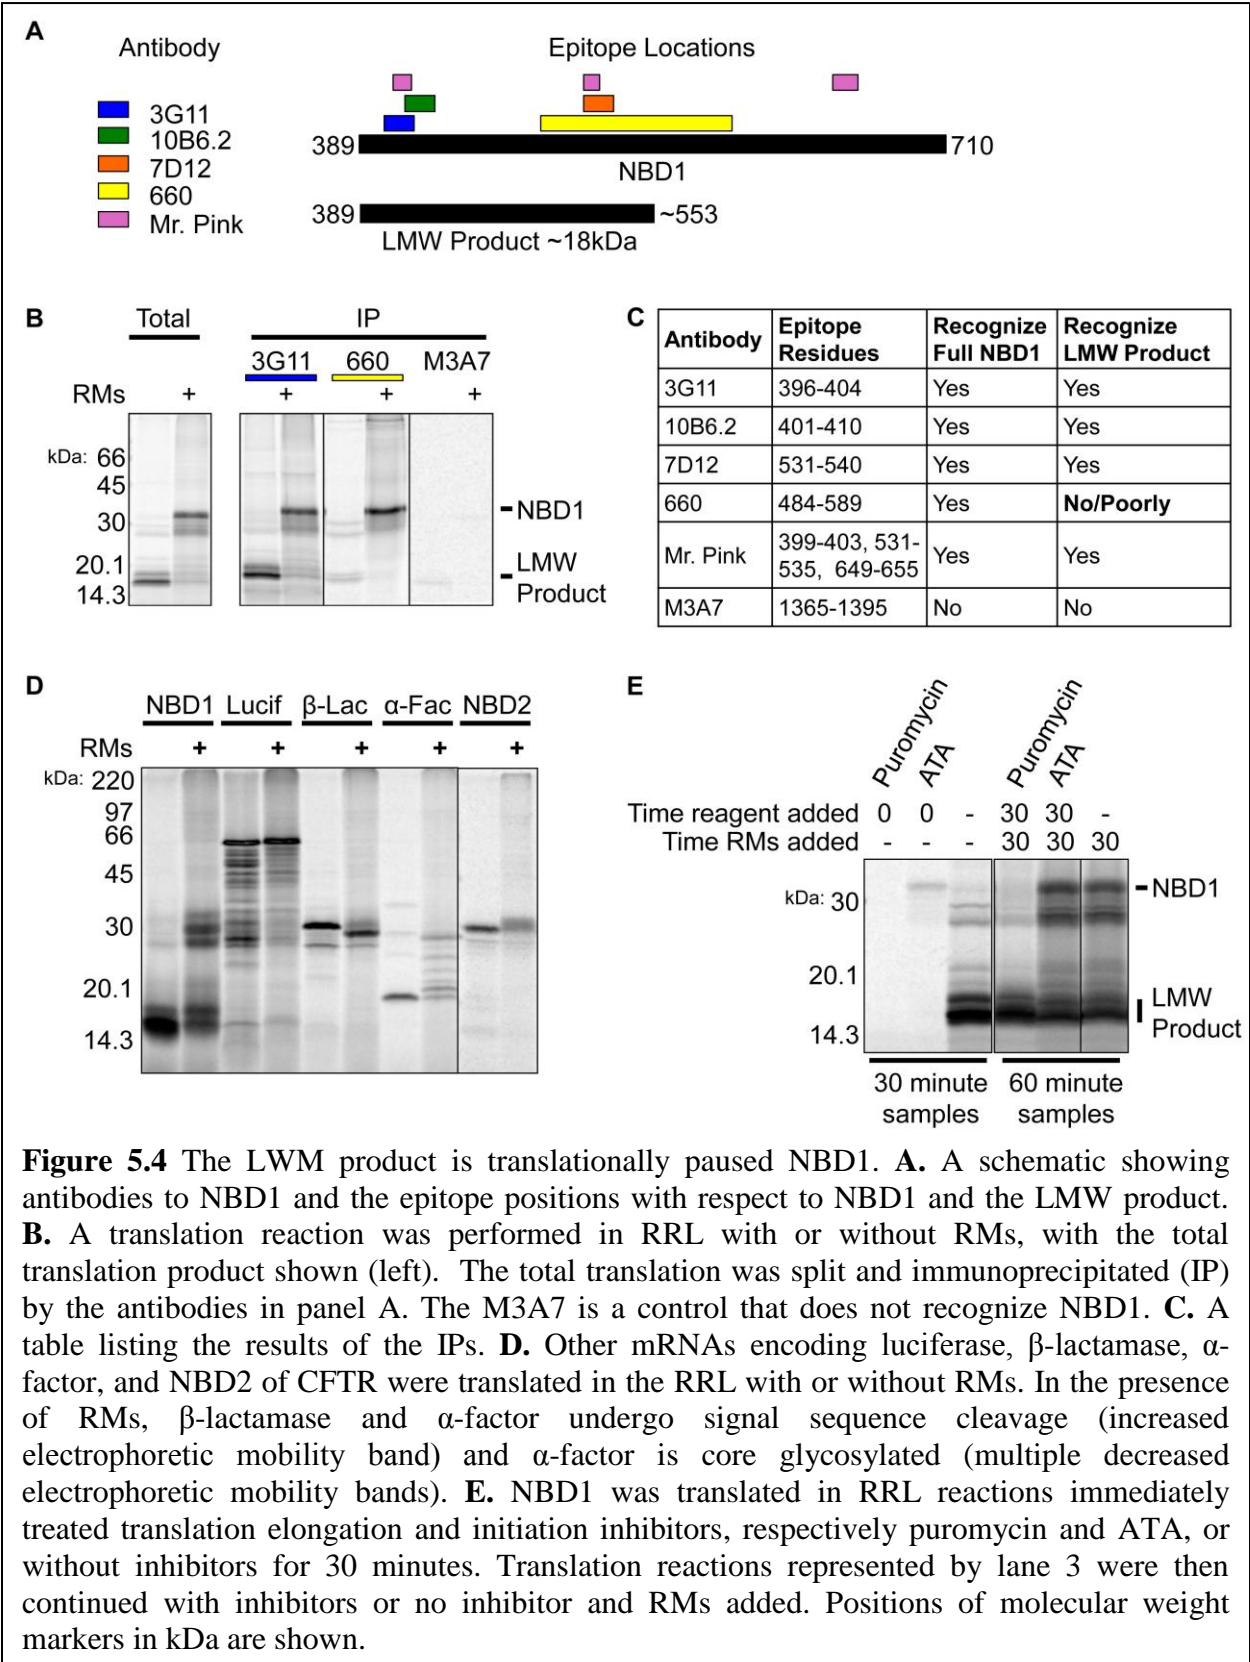 A
Antibody
Epitope Locations
3G11
10B6.2
7D12
660
Mr. Pink
389
710
NBD1
389
~553
LMW Product ~18kDa
B
Total
IP
3G11
660
M3A7
RMs
+
+
+
+
kDa: 66
45
30
20.1
14.3
NBD1
LMW
Product
C
Antibody
Epitope
Residues
Recognize
Full NBD1
Recognize
LMW Product
3G11
396-404
Yes
Yes
10B6.2
401-410
Yes
Yes
7D12
531-540
Yes
Yes
660
484-589
Yes
No/Poorly
Mr. Pink
399-403, 531-
535, 649-655
Yes
Yes
M3A7
1365-1395
No
No
D
NBD1 Lucif β-Lac α-Fac NBD2
RMs
+ + + + +
kDa: 220
97
66
45
30
20.1
14.3
E
Puromycin
ATA
Puromycin
ATA
Time reagent added 0 0 - 30 30 -
Time RMs added - - - 30 30 30
kDa: 30
20.1
14.3
NBD1
LMW
Product
30 minute
samples
60 minute
samples
Figure 5.4 The LWM product is translationally paused NBD1. A. A schematic showing
antibodies to NBD1 and the epitope positions with respect to NBD1 and the LMW product.
B. A translation reaction was performed in RRL with or without RMs, with the total
translation product shown (left). The total translation was split and immunoprecipitated (IP)
by the antibodies in panel A. The M3A7 is a control that does not recognize NBD1. C. A
table listing the results of the IPs. D. Other mRNAs encoding luciferase, β-lactamase, α-
factor, and NBD2 of CFTR were translated in the RRL with or without RMs. In the presence
of RMs, β-lactamase and α-factor undergo signal sequence cleavage (increased
electrophoretic mobility band) and α-factor is core glycosylated (multiple decreased
electrophoretic mobility bands). E. NBD1 was translated in RRL reactions immediately
treated translation elongation and initiation inhibitors, respectively puromycin and ATA, or
without inhibitors for 30 minutes. Translation reactions represented by lane 3 were then
continued with inhibitors or no inhibitor and RMs added. Positions of molecular weight
markers in kDa are shown.